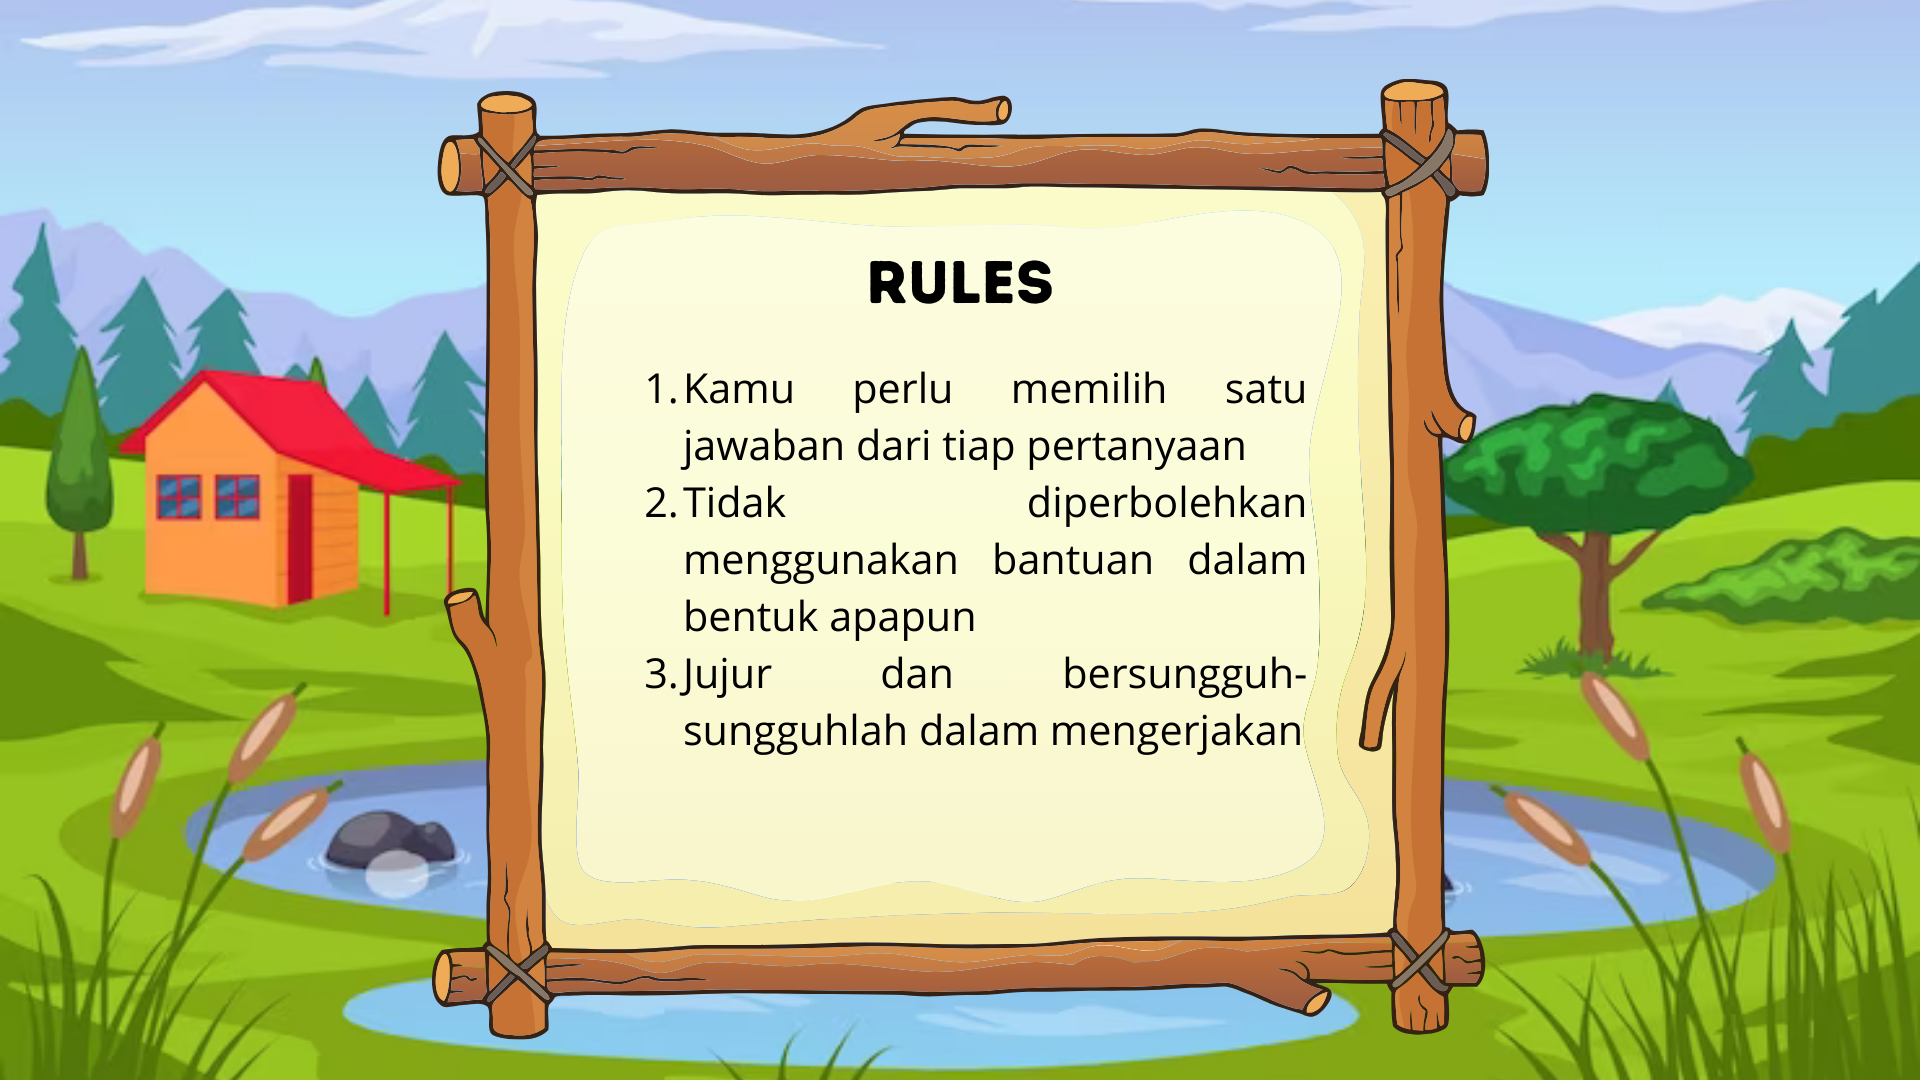 RULES
1. Kamu perlu memilih satu
jawaban dari tiap pertanyaan
2. Tidak diperbolehkan
menggunakan bantuan dalam
bentuk apapun
3. Jujur dan bersungguh-
sungguhlah dalam mengerjakan